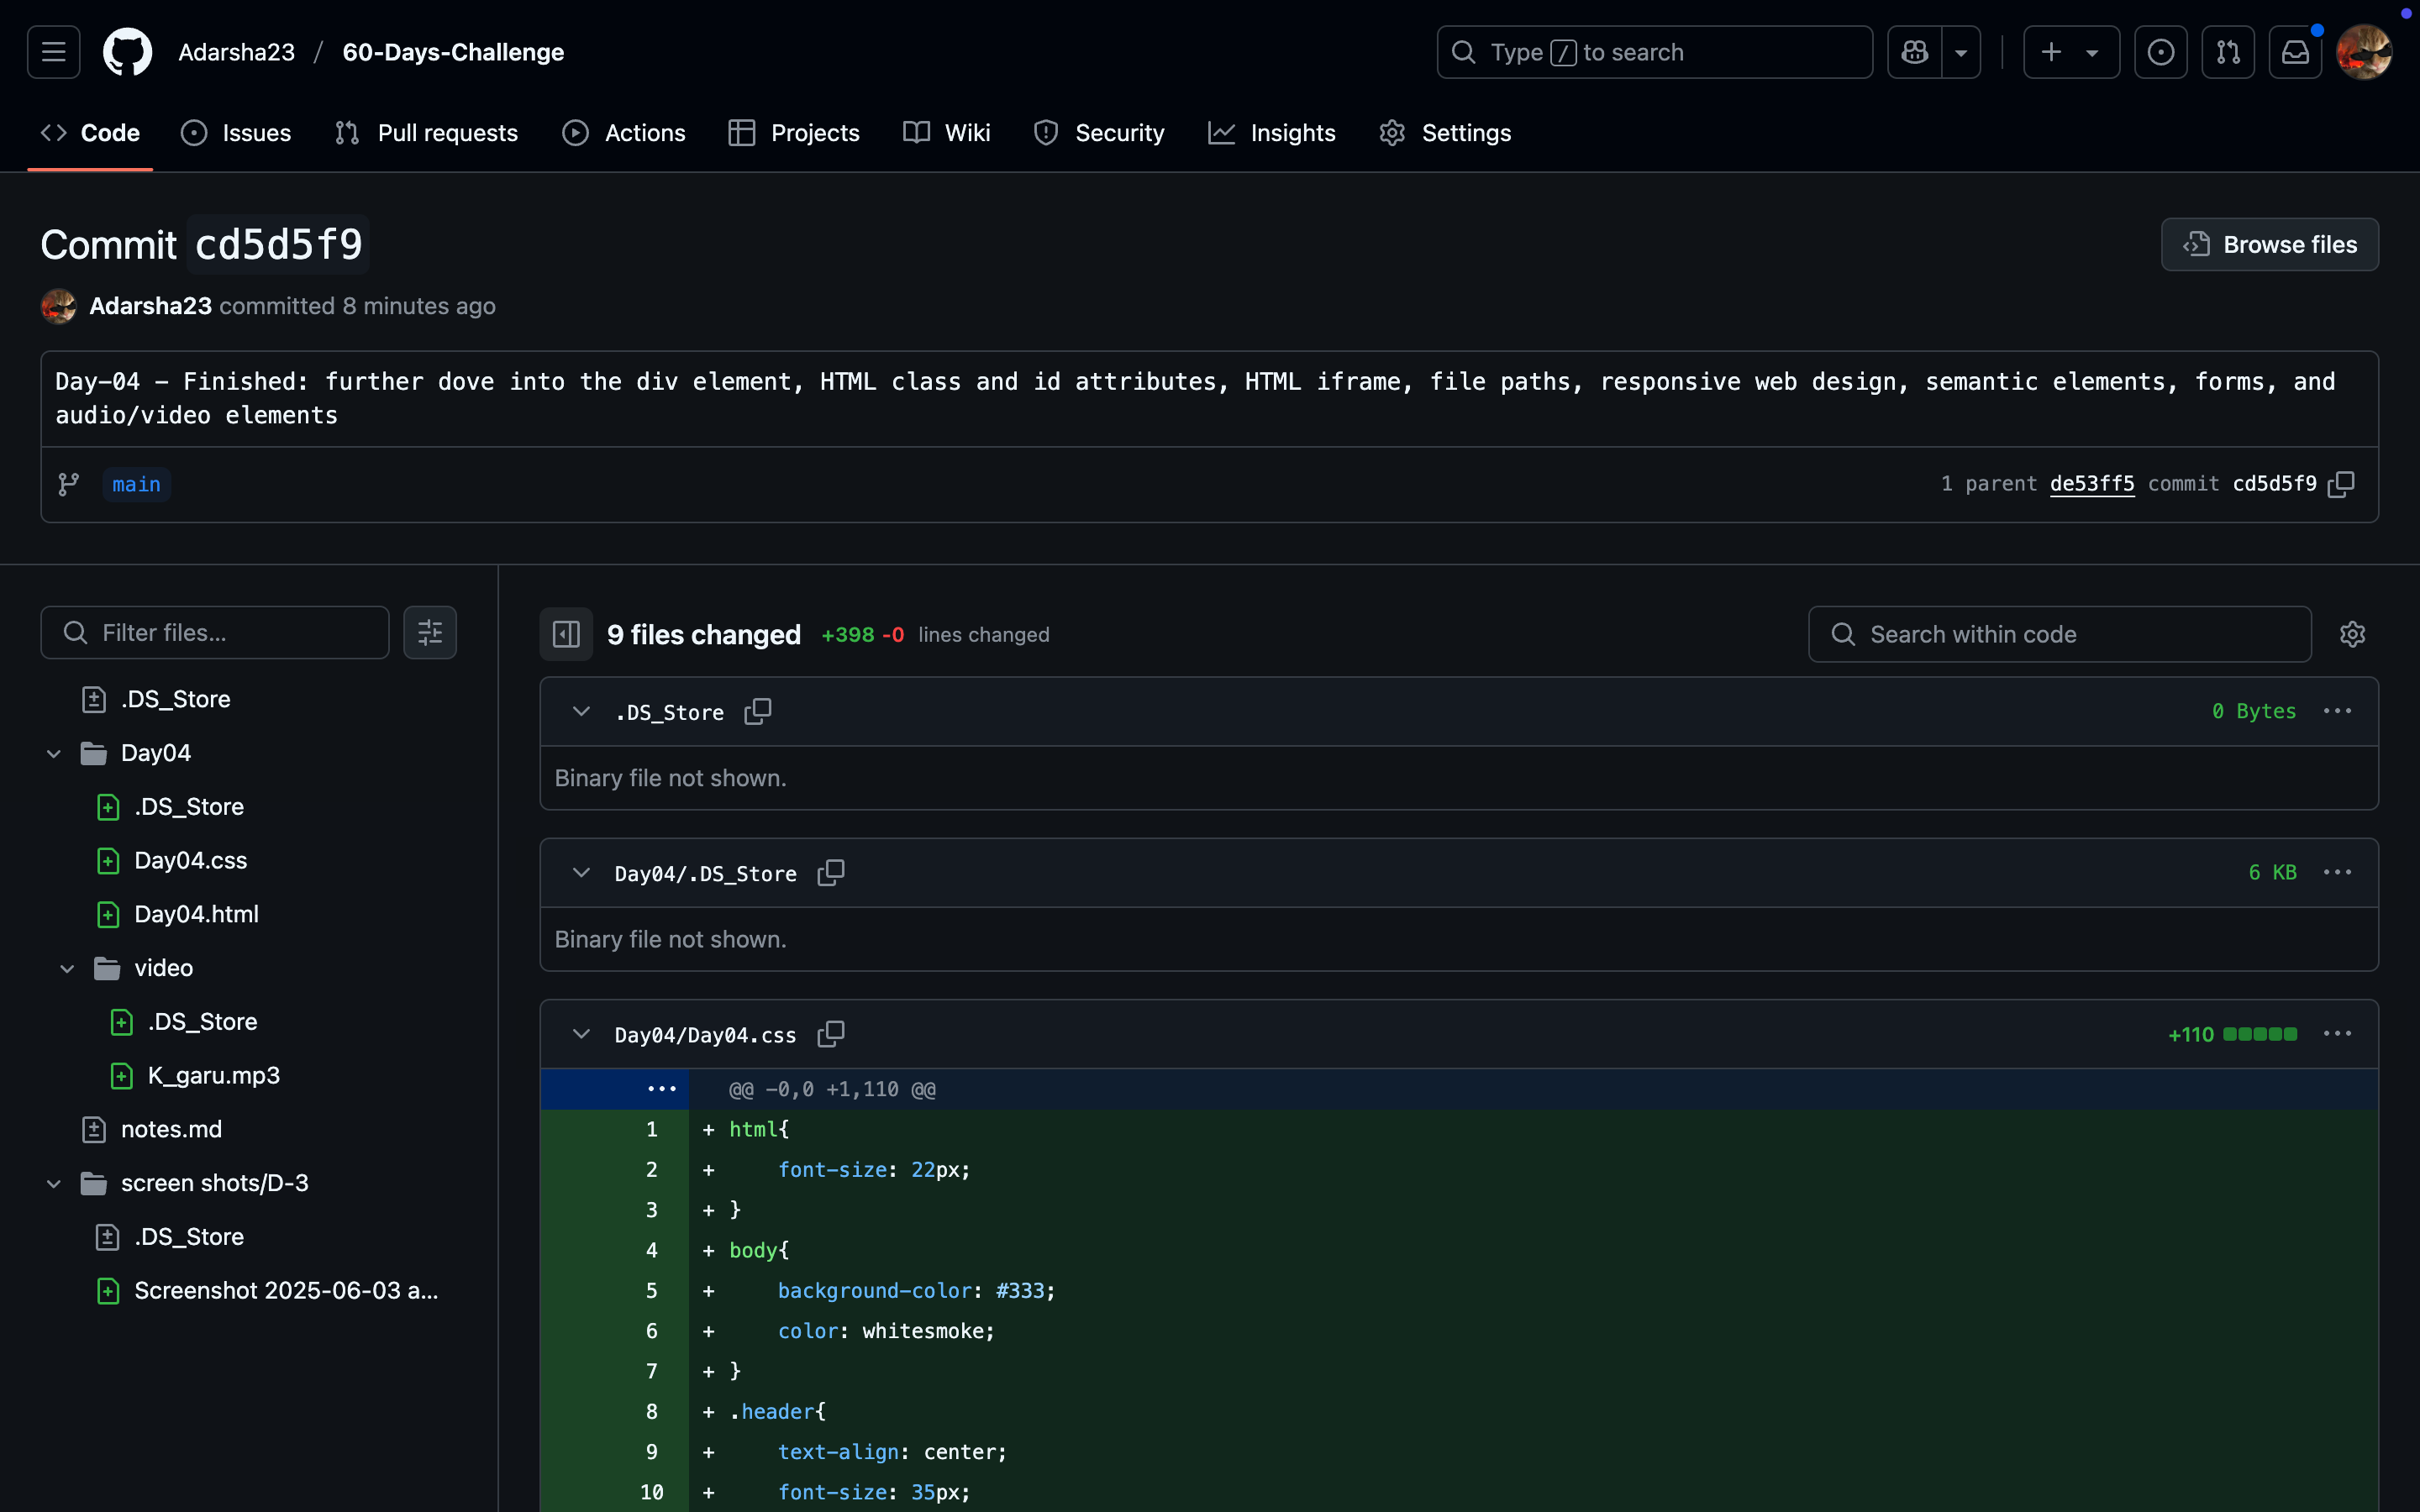 Adarsha23 / 60-Days-Challenge
Type / to search
Code Issues Pull requests Actions Projects Wiki Security Insights Settings
Commit cd5d5f9
Browse files
Adarsha23 committed 8 minutes ago
Day-04 - Finished: further dove into the div element, HTML class and id attributes, HTML iframe, file paths, responsive web design, semantic elements, forms, and
audio/video elements
main
1 parent de53ff5 commit cd5d5f9
Filter files...
.DS_Store
Day04
.DS_Store
Day04.css
Day04.html
video
.DS_Store
K_garu.mp3
notes.md
screen shots/D-3
.DS_Store
Screenshot 2025-06-03 a...
9 files changed +398 -0 lines changed
Search within code
.DS_Store
0 Bytes
Binary file not shown.
Day04/.DS_Store
6 KB
Binary file not shown.
Day04/Day04.css
+110
@@ -0,0 +1,110 @@
1 + html{
2 + font-size: 22px;
3 + }
4 + body{
5 + background-color: #333;
6 + color: whitesmoke;
7 + }
8 + .header{
9 + text-align: center;
10 + font-size: 35px;